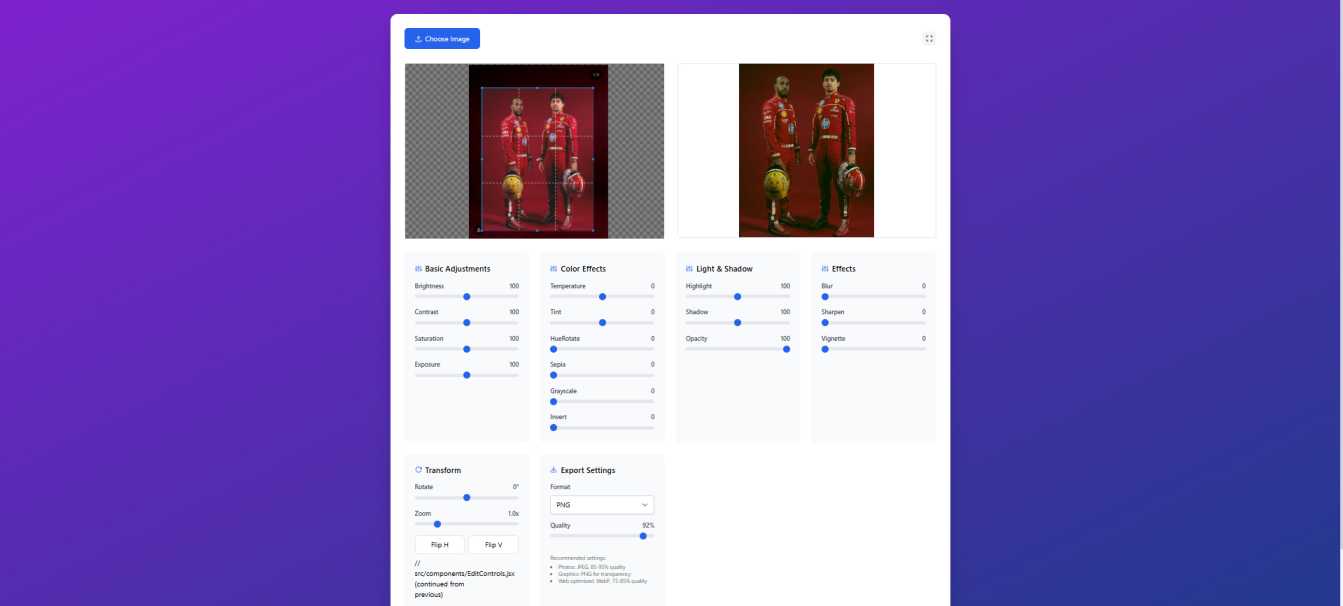 Choose Image
Basic Adjustments
Brightness 100
Contrast 100
Saturation 100
Exposure 100
Color Effects
Temperature 0
Tint 0
HueRotate 0
Sepia 0
Grayscale 0
Invert 0
Light & Shadow
Highlight 100
Shadow 100
Opacity 100
Effects
Blur 0
Sharpen 0
Vignette 0
Transform
Rotate 0°
Zoom 1.0x
Flip H Flip V
//
src/components/EditControls.jsx
(continued from
previous)
Export Settings
Format
PNG
Quality 92%
Recommended settings:
Photos: JPEG, 85-95% quality
Graphics: PNG for transparency
Web optimized: WebP, 75-85% quality